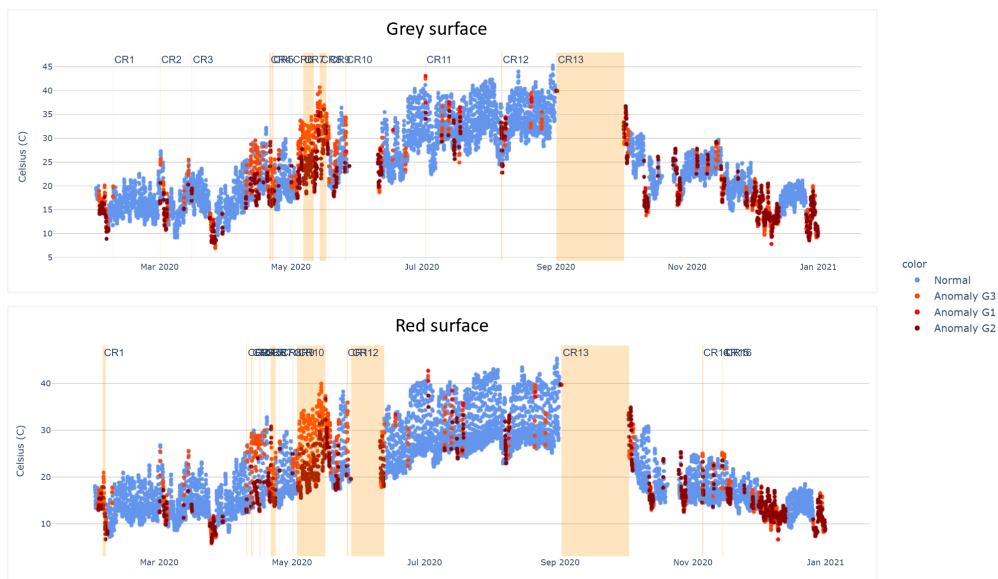 Grey surface
CR1 CR2 CR3 CR7 CR10 CR11 CR12 CR13
45
40
35
30
25
20
15
10
5
Celsius (C)
Mar 2020 May 2020 Jul 2020 Sep 2020 Nov 2020 Jan 2021
color
Normal
Anomaly G3
Anomaly G1
Anomaly G2
Red surface
CR1 CR12 CR13
40
30
20
10
Celsius (C)
Mar 2020 May 2020 Jul 2020 Sep 2020 Nov 2020 Jan 2021